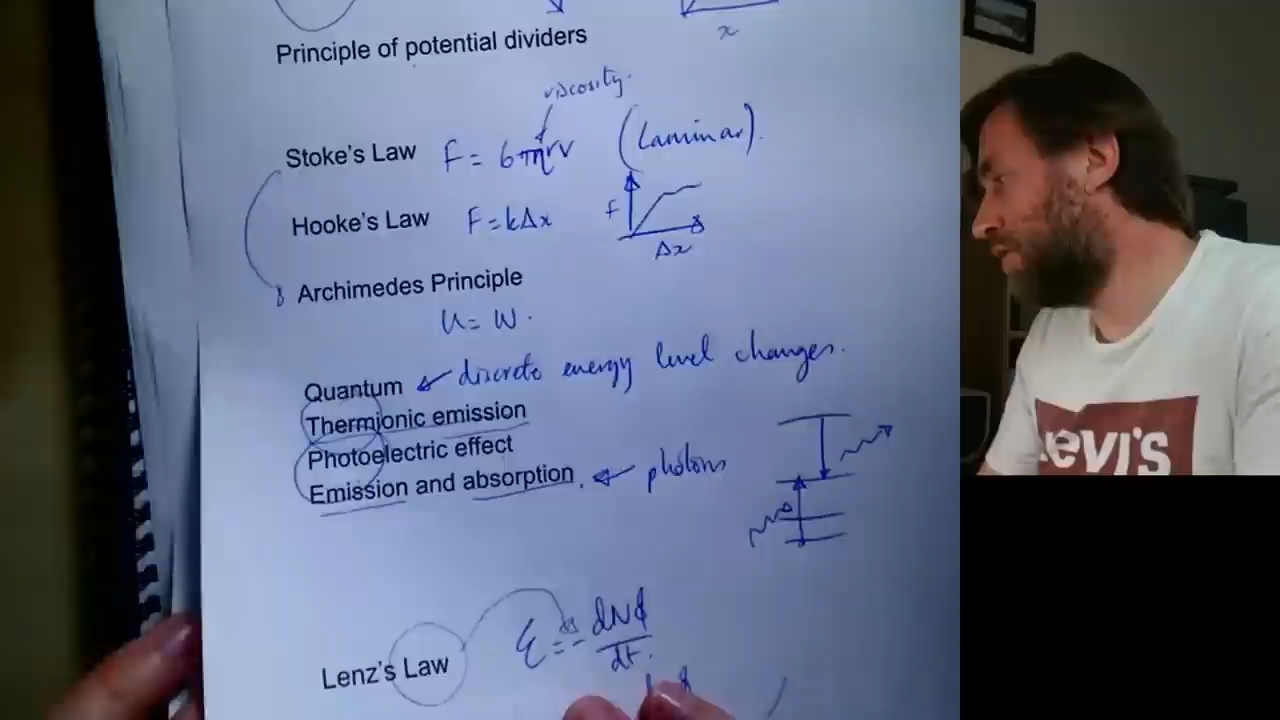 x
Principle of potential dividers
viscosity.
Stoke's Law F = 6πηrv (Laminar).
Hooke's Law F = kΔx F
Δx
Archimedes Principle
U = W.
Quantum discrete energy level changes.
Thermionic emission
Photoelectric effect
Emission and absorption. photons
Lenz's Law ℰ = - dNϕ
dt.
Levi's